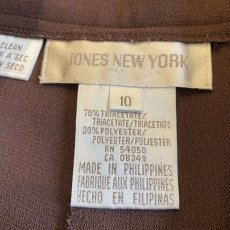 CLEAN
R A SEC
N SECO
JONES NEW YORK
10
70% TRIACETATE/
TRIACETATE/TRIACETATO
30% POLYESTER/
POLYESTER/POLIESTER
RN 54050
CA 08349
MADE IN PHILIPPINES
FABRIQUE AUX PHILIPPINES
HECHO EN FILIPINAS